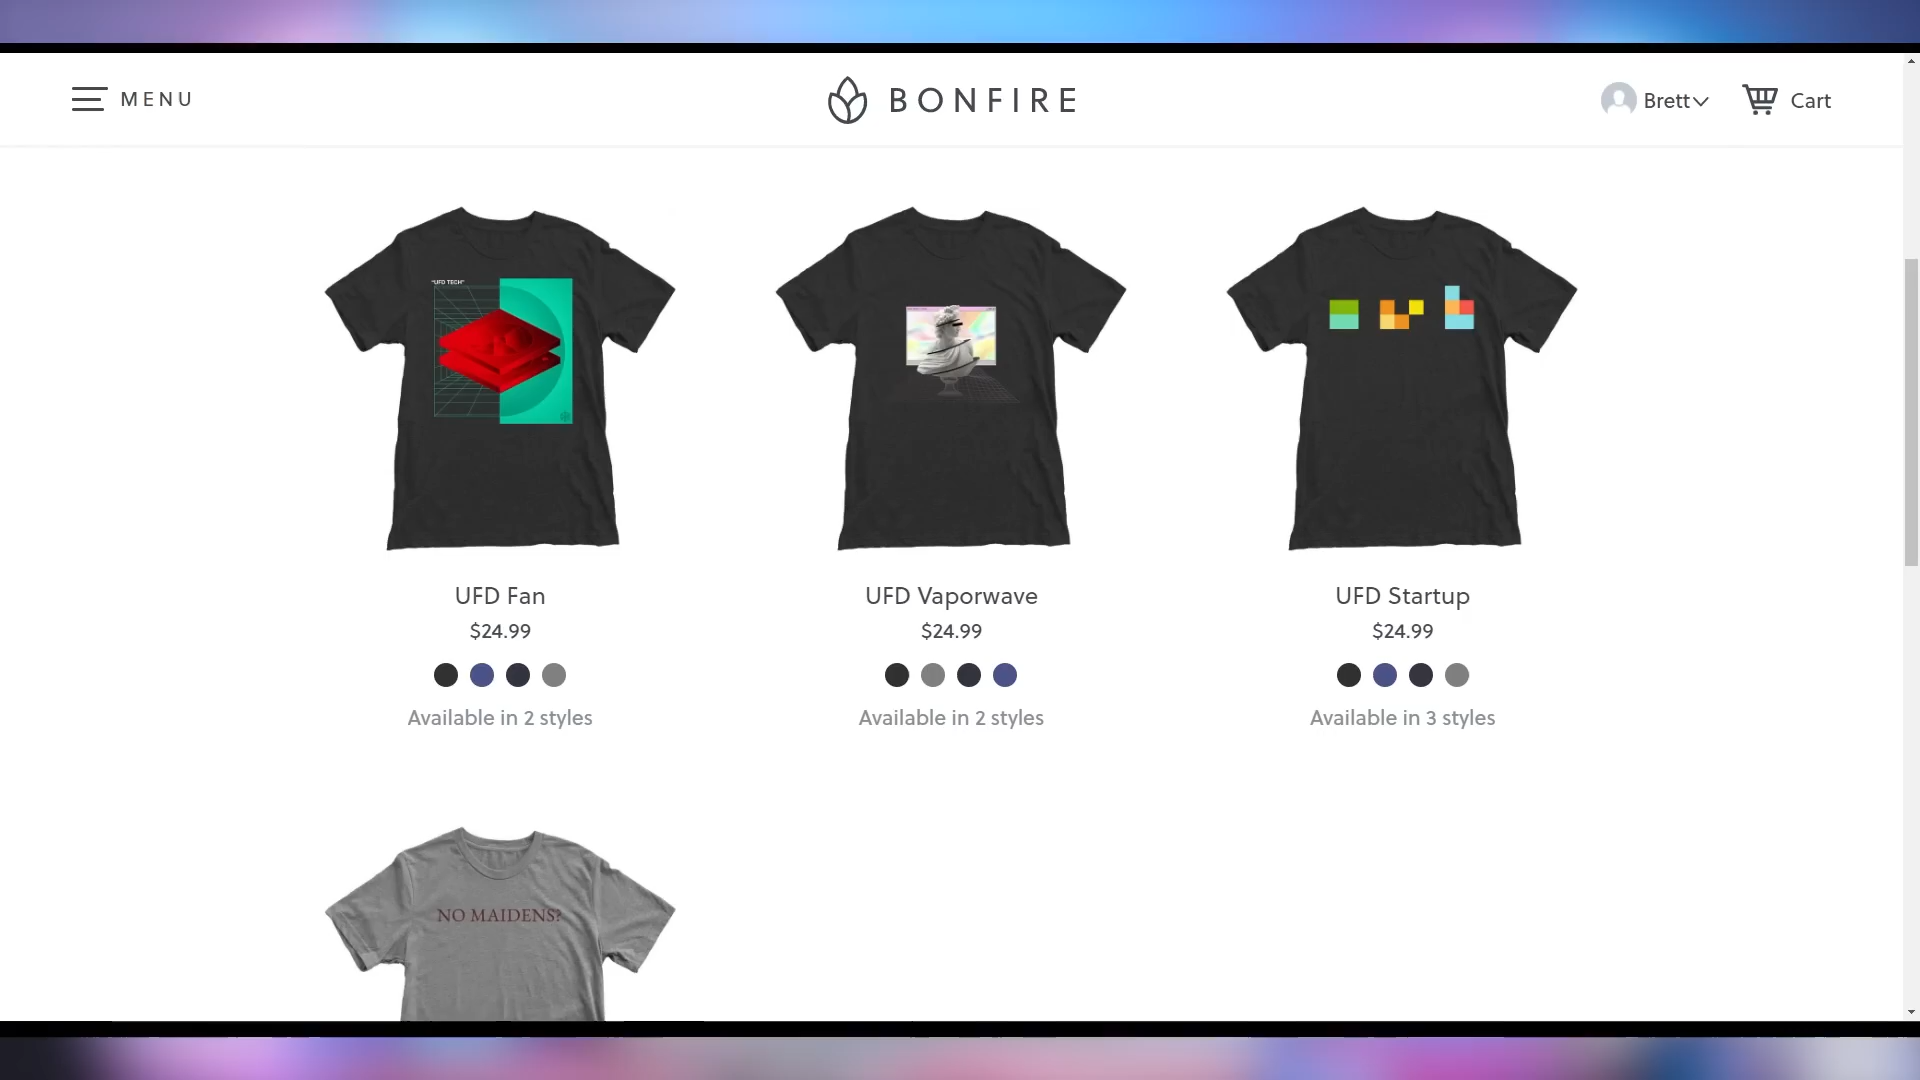 MENU
BONFIRE
Brett
Cart
"UFD TECH"
UFD Fan
$24.99
Available in 2 styles
UFD Vaporwave
$24.99
Available in 2 styles
UFD Startup
$24.99
Available in 3 styles
NO MAIDENS?